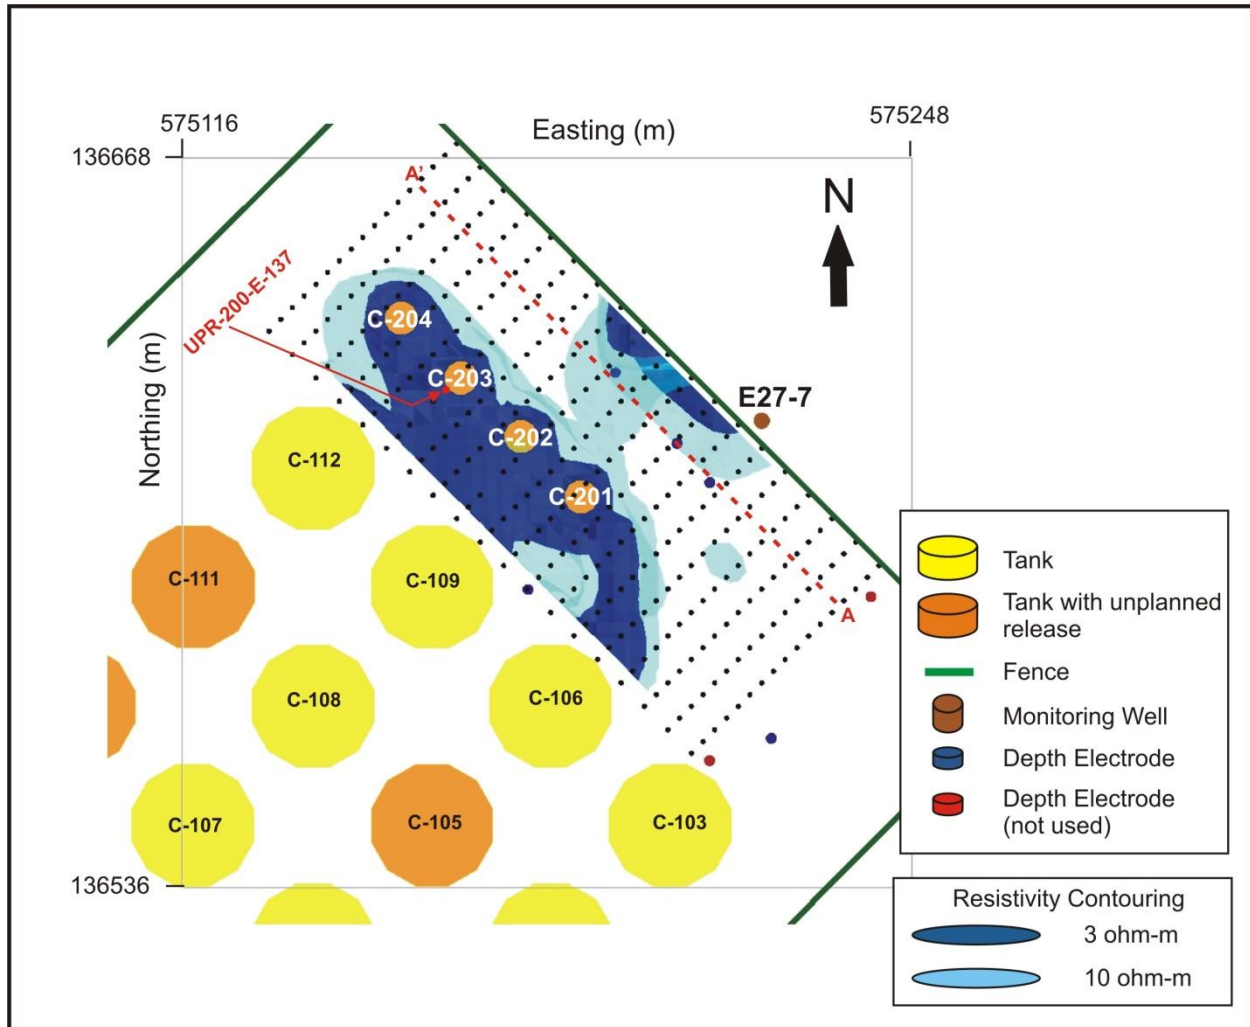 575116
Easting (m)
575248
136668
A'
N
UPR-200-E-137
C-204
Northing (m)
C-203
E27-7
C-202
C-112
C-201
C-111
C-109
A
C-108
C-106
C-107
C-105
C-103
136536
Tank
Tank with unplanned
release
Fence
Monitoring Well
Depth Electrode
Depth Electrode
(not used)
Resistivity Contouring
3 ohm-m
10 ohm-m